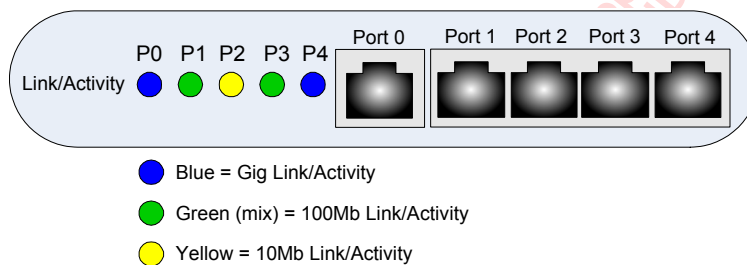 P0 P1 P2 P3 P4 Port 0 Port 1 Port 2 Port 3 Port 4
Link/Activity
Blue = Gig Link/Activity
Green (mix) = 100Mb Link/Activity
Yellow = 10Mb Link/Activity